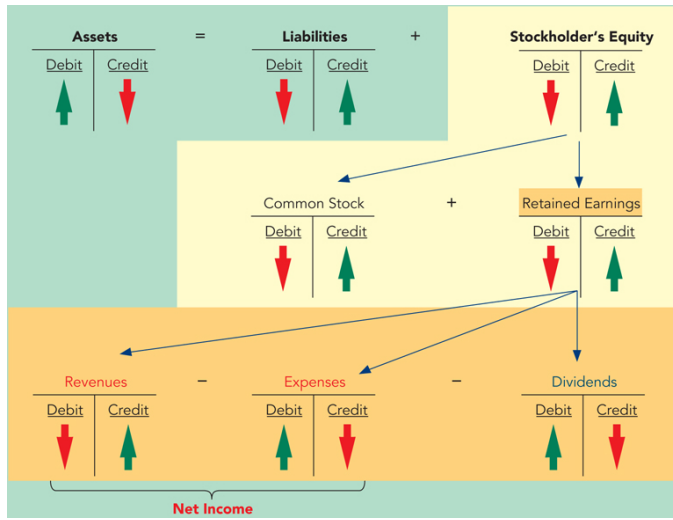 Assets = Liabilities + Stockholder's Equity
Debit Credit Debit Credit Debit Credit
Common Stock + Retained Earnings
Debit Credit Debit Credit
Revenues – Expenses – Dividends
Debit Credit Debit Credit Debit Credit
Net Income